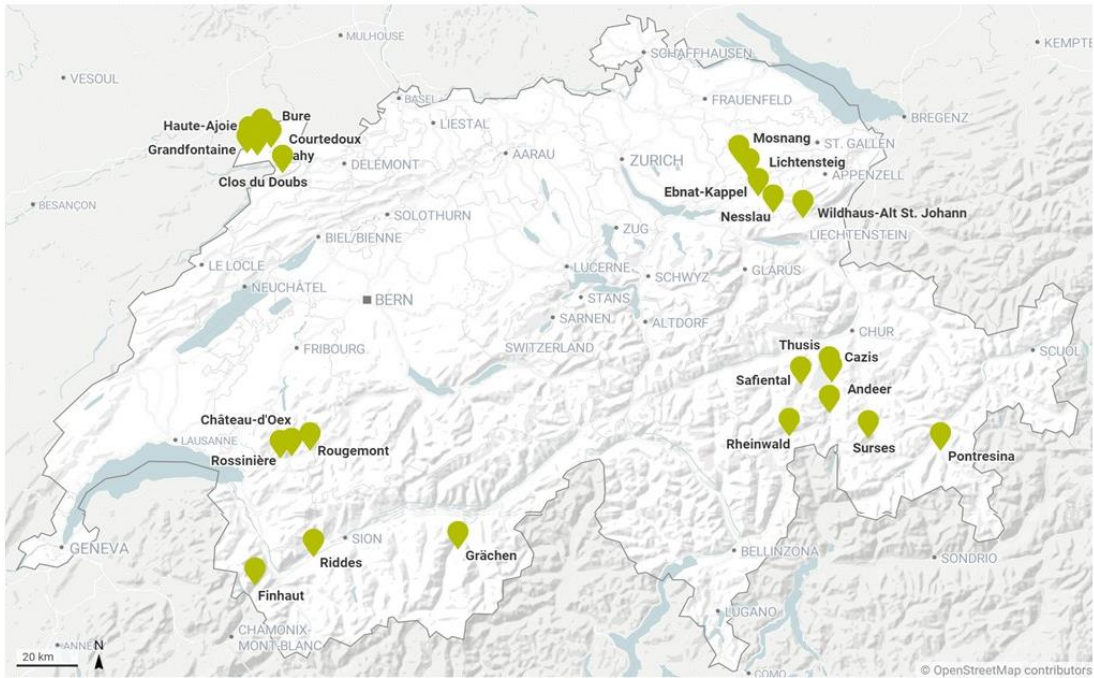 MULHOUSE
KEMPTE
VESOUL
SCHAFFHAUSEN
BASEL
FRAUENFELD
BREGENZ
Bure
Haute-Ajoie
LIESTAL
Courtedoux
Mosnang
ST. GALLEN
Grandfontaine
ahy
AARAU
ZURICH
Lichtensteig
DELÉMONT
APPENZELL
Clos du Doubs
Ebnat-Kappel
BESANÇON
SOLOTHURN
Nesslau
Wildhaus-Alt St. Johann
ZUG
LIECHTENSTEIN
BIEL/BIENNE
LE LOCLE
LUCERNE
GLARUS
SCHWYZ
NEUCHÂTEL
BERN
STANS
SARNEN
ALTDORF
CHUR
FRIBOURG
SWITZERLAND
Thusis
SCUOL
Cazis
Safiental
Andeer
Château-d'Oex
LAUSANNE
Rossinière
Rougemont
Rheinwald
Surses
Pontresina
SION
GENEVA
Riddes
Grächen
BELLINZONA
SONDRIO
Finhaut
LUGANO
CHAMONIX-
MONT-BLANC
ANNE
N
20 km
COMO
© OpenStreetMap contributors